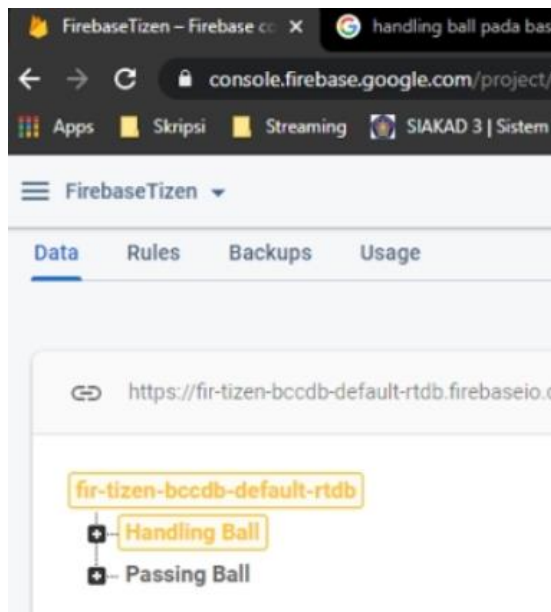 FirebaseTizen – Firebase co
handling ball pada bas
console.firebase.google.com/project/
Apps Skripsi Streaming SIAKAD 3 | Sistem
FirebaseTizen
Data Rules Backups Usage
https://fir-tizen-bccdb-default-rtdb.firebaseio.c
fir-tizen-bccdb-default-rtdb
Handling Ball
Passing Ball